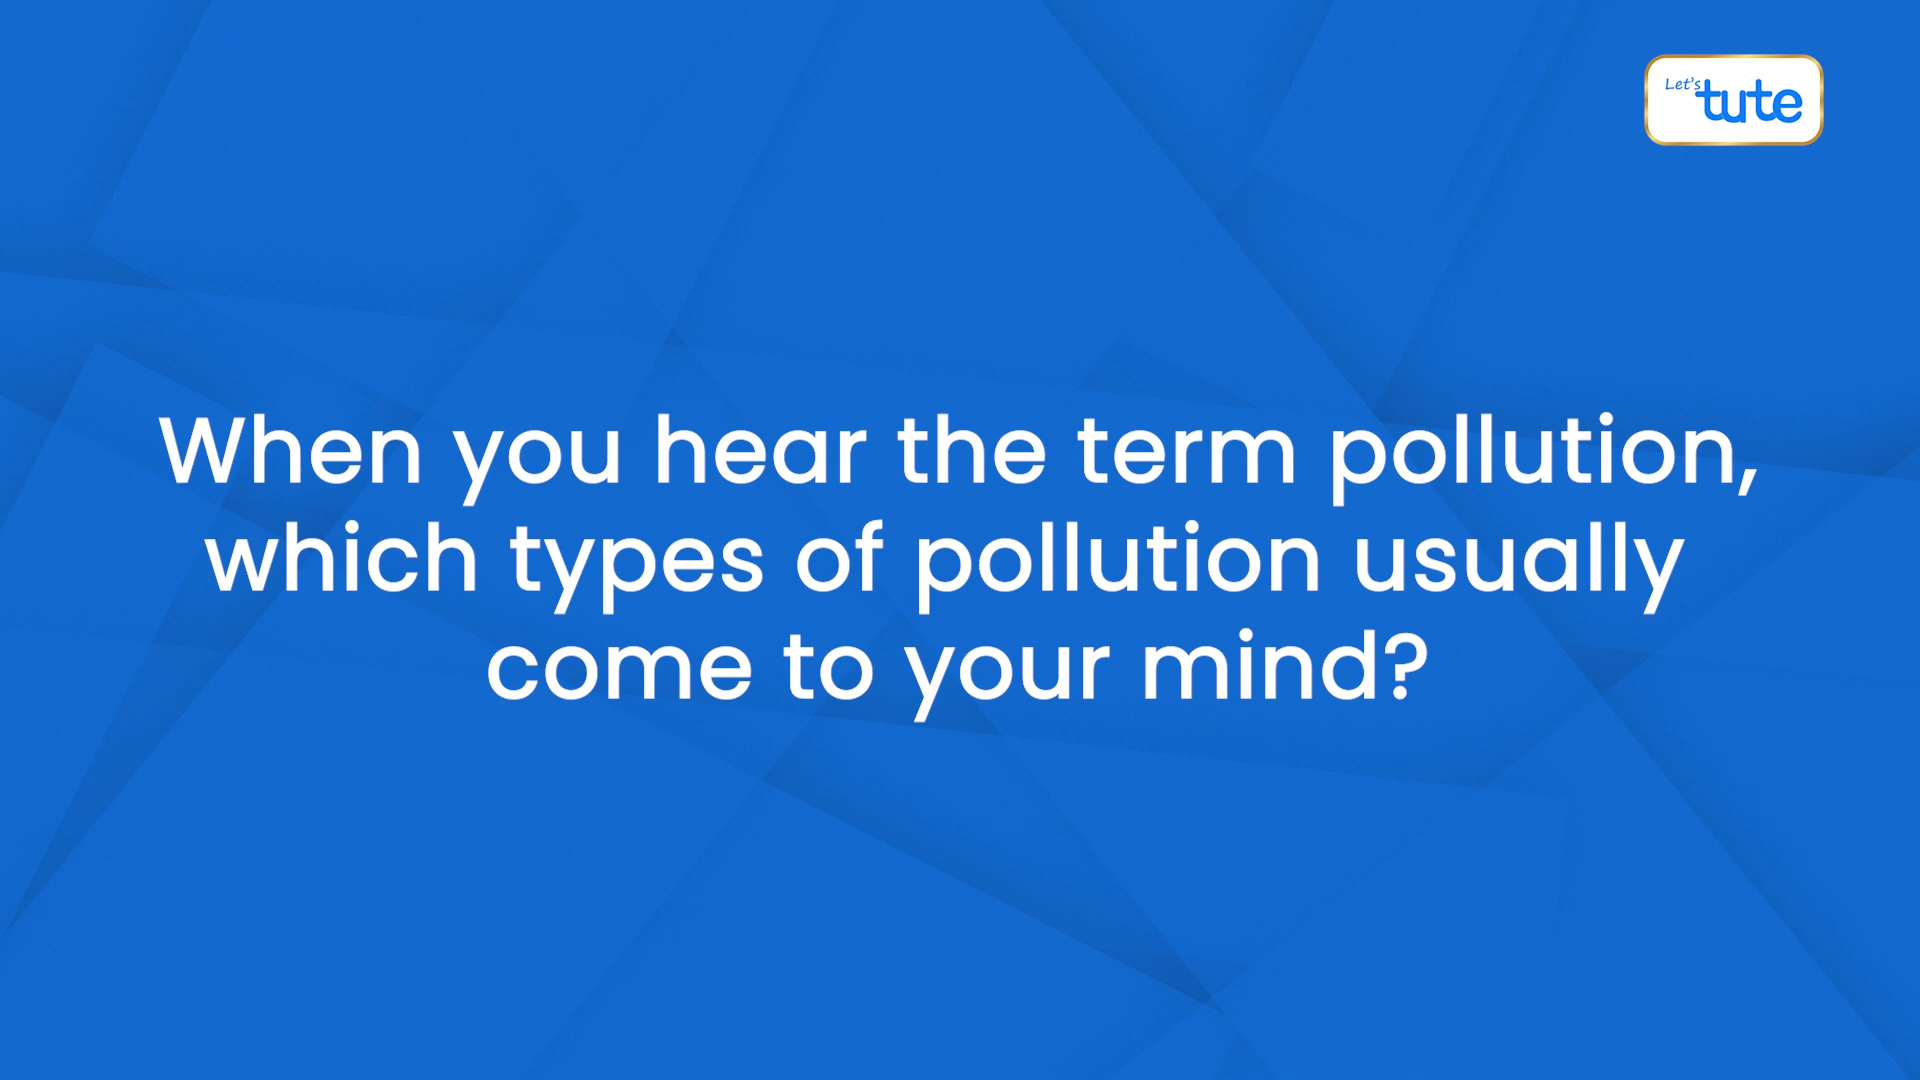 Let's tute
When you hear the term pollution,
which types of pollution usually
come to your mind?